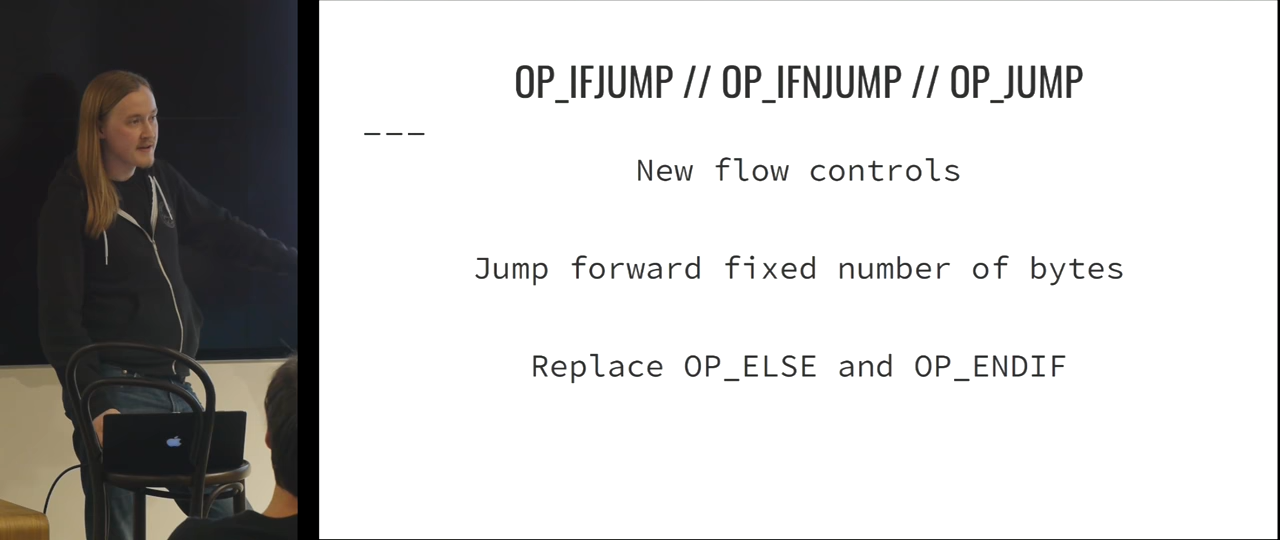 OP_IFJUMP // OP_IFNJUMP // OP_JUMP
---
New flow controls
Jump forward fixed number of bytes
Replace OP_ELSE and OP_ENDIF